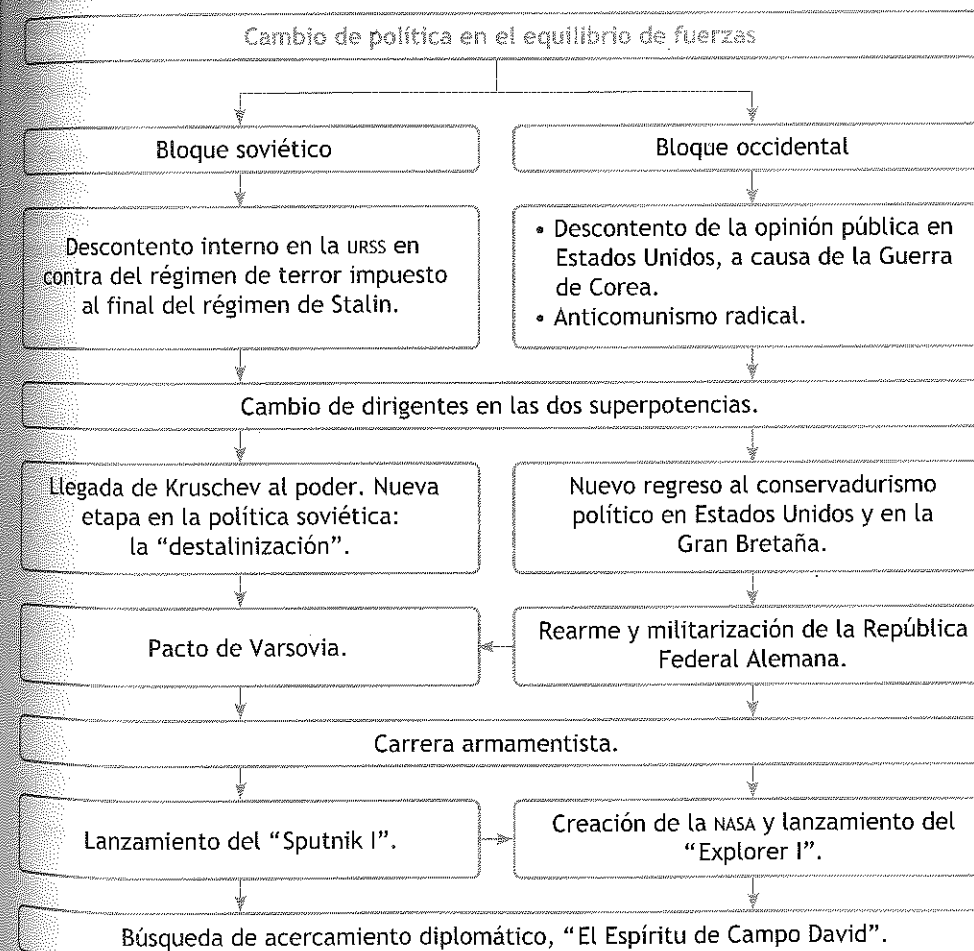 Cambio de política en el equilibrio de fuerzas
Bloque soviético
Bloque occidental
Descontento interno en la URSS en
contra del régimen de terror impuesto
al final del régimen de Stalin.
• Descontento de la opinión pública en
Estados Unidos, a causa de la Guerra
de Corea.
• Anticomunismo radical.
Cambio de dirigentes en las dos superpotencias.
Llegada de Kruschev al poder. Nueva
etapa en la política soviética:
la “destalinización”.
Nuevo regreso al conservadurismo
político en Estados Unidos y en la
Gran Bretaña.
Pacto de Varsovia.
Rearme y militarización de la República
Federal Alemana.
Carrera armamentista.
Lanzamiento del “Sputnik I”.
Creación de la NASA y lanzamiento del
“Explorer I”.
Búsqueda de acercamiento diplomático, “El Espíritu de Campo David”.